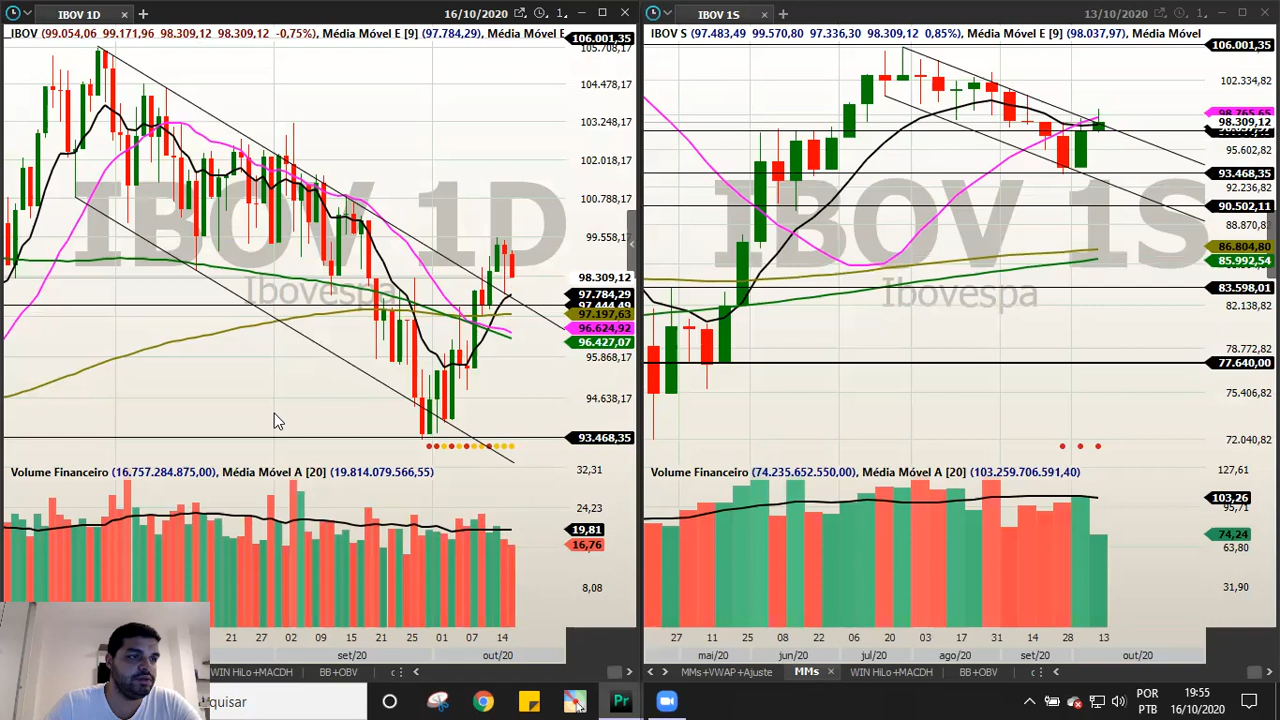 IBOV 1D
16/10/2020
1
IBOV 1S
13/10/2020
1
IBOV (99.054,06 99.171,96 98.309,12 98.309,12 -0,75%), Média Móvel E [9] (97.784,29), Média Móvel E
IBOV S (97.483,49 99.570,80 97.336,30 98.309,12 0,85%), Média Móvel E [9] (98.037,97), Média Móvel E
IBOV 1D
Ibovespa
106.001,35
105.708,17
104.478,17
103.248,17
102.018,17
100.788,17
99.558,17
98.309,12
97.784,29
97.444,49
97.197,63
96.624,92
96.427,07
95.868,17
94.638,17
93.468,35
IBOV 1S
Ibovespa
106.001,35
102.334,82
98.765,65
98.309,12
95.602,82
93.468,35
92.236,82
90.502,11
88.870,82
86.804,80
85.992,54
83.598,01
82.138,82
78.772,82
77.640,00
75.406,82
72.040,82
Volume Financeiro (16.757.284.875,00), Média Móvel A [20] (19.814.079.566,55)
32,31
24,23
19,81
16,76
8,08
Volume Financeiro (74.235.652.550,00), Média Móvel A [20] (103.259.706.591,40)
127,61
103,26
95,71
74,24
63,80
31,90
21 27 02 09 15 21 01 07 14
set/20 out/20
27 11 25 08 22 06 20 03 17 31 14 28 13
mai/20 jun/20 jul/20 ago/20 set/20 out/20
WIN HiLo+MACDH BB+OBV
MMs+VWAP+Ajuste MMs WIN HiLo+MACDH BB+OBV
quisar
Pr
POR
PTB
19:55
16/10/2020